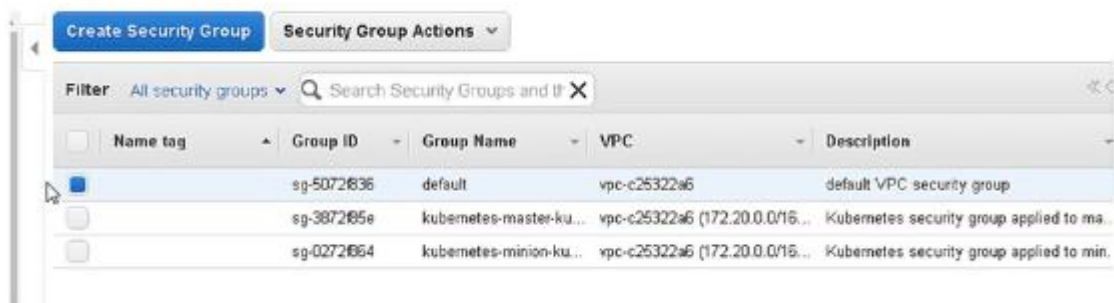 Create Security Group Security Group Actions
Filter All security groups Search Security Groups and th
Name tag Group ID Group Name VPC Description
sg-5072f836 default vpc-c25322a6 default VPC security group
sg-3872f85e kubernetes-master-ku... vpc-c25322a6 (172.20.0.0/16... Kubernetes security group applied to ma...
sg-0272f864 kubernetes-minion-ku... vpc-c25322a6 (172.20.0.0/16... Kubernetes security group applied to min.